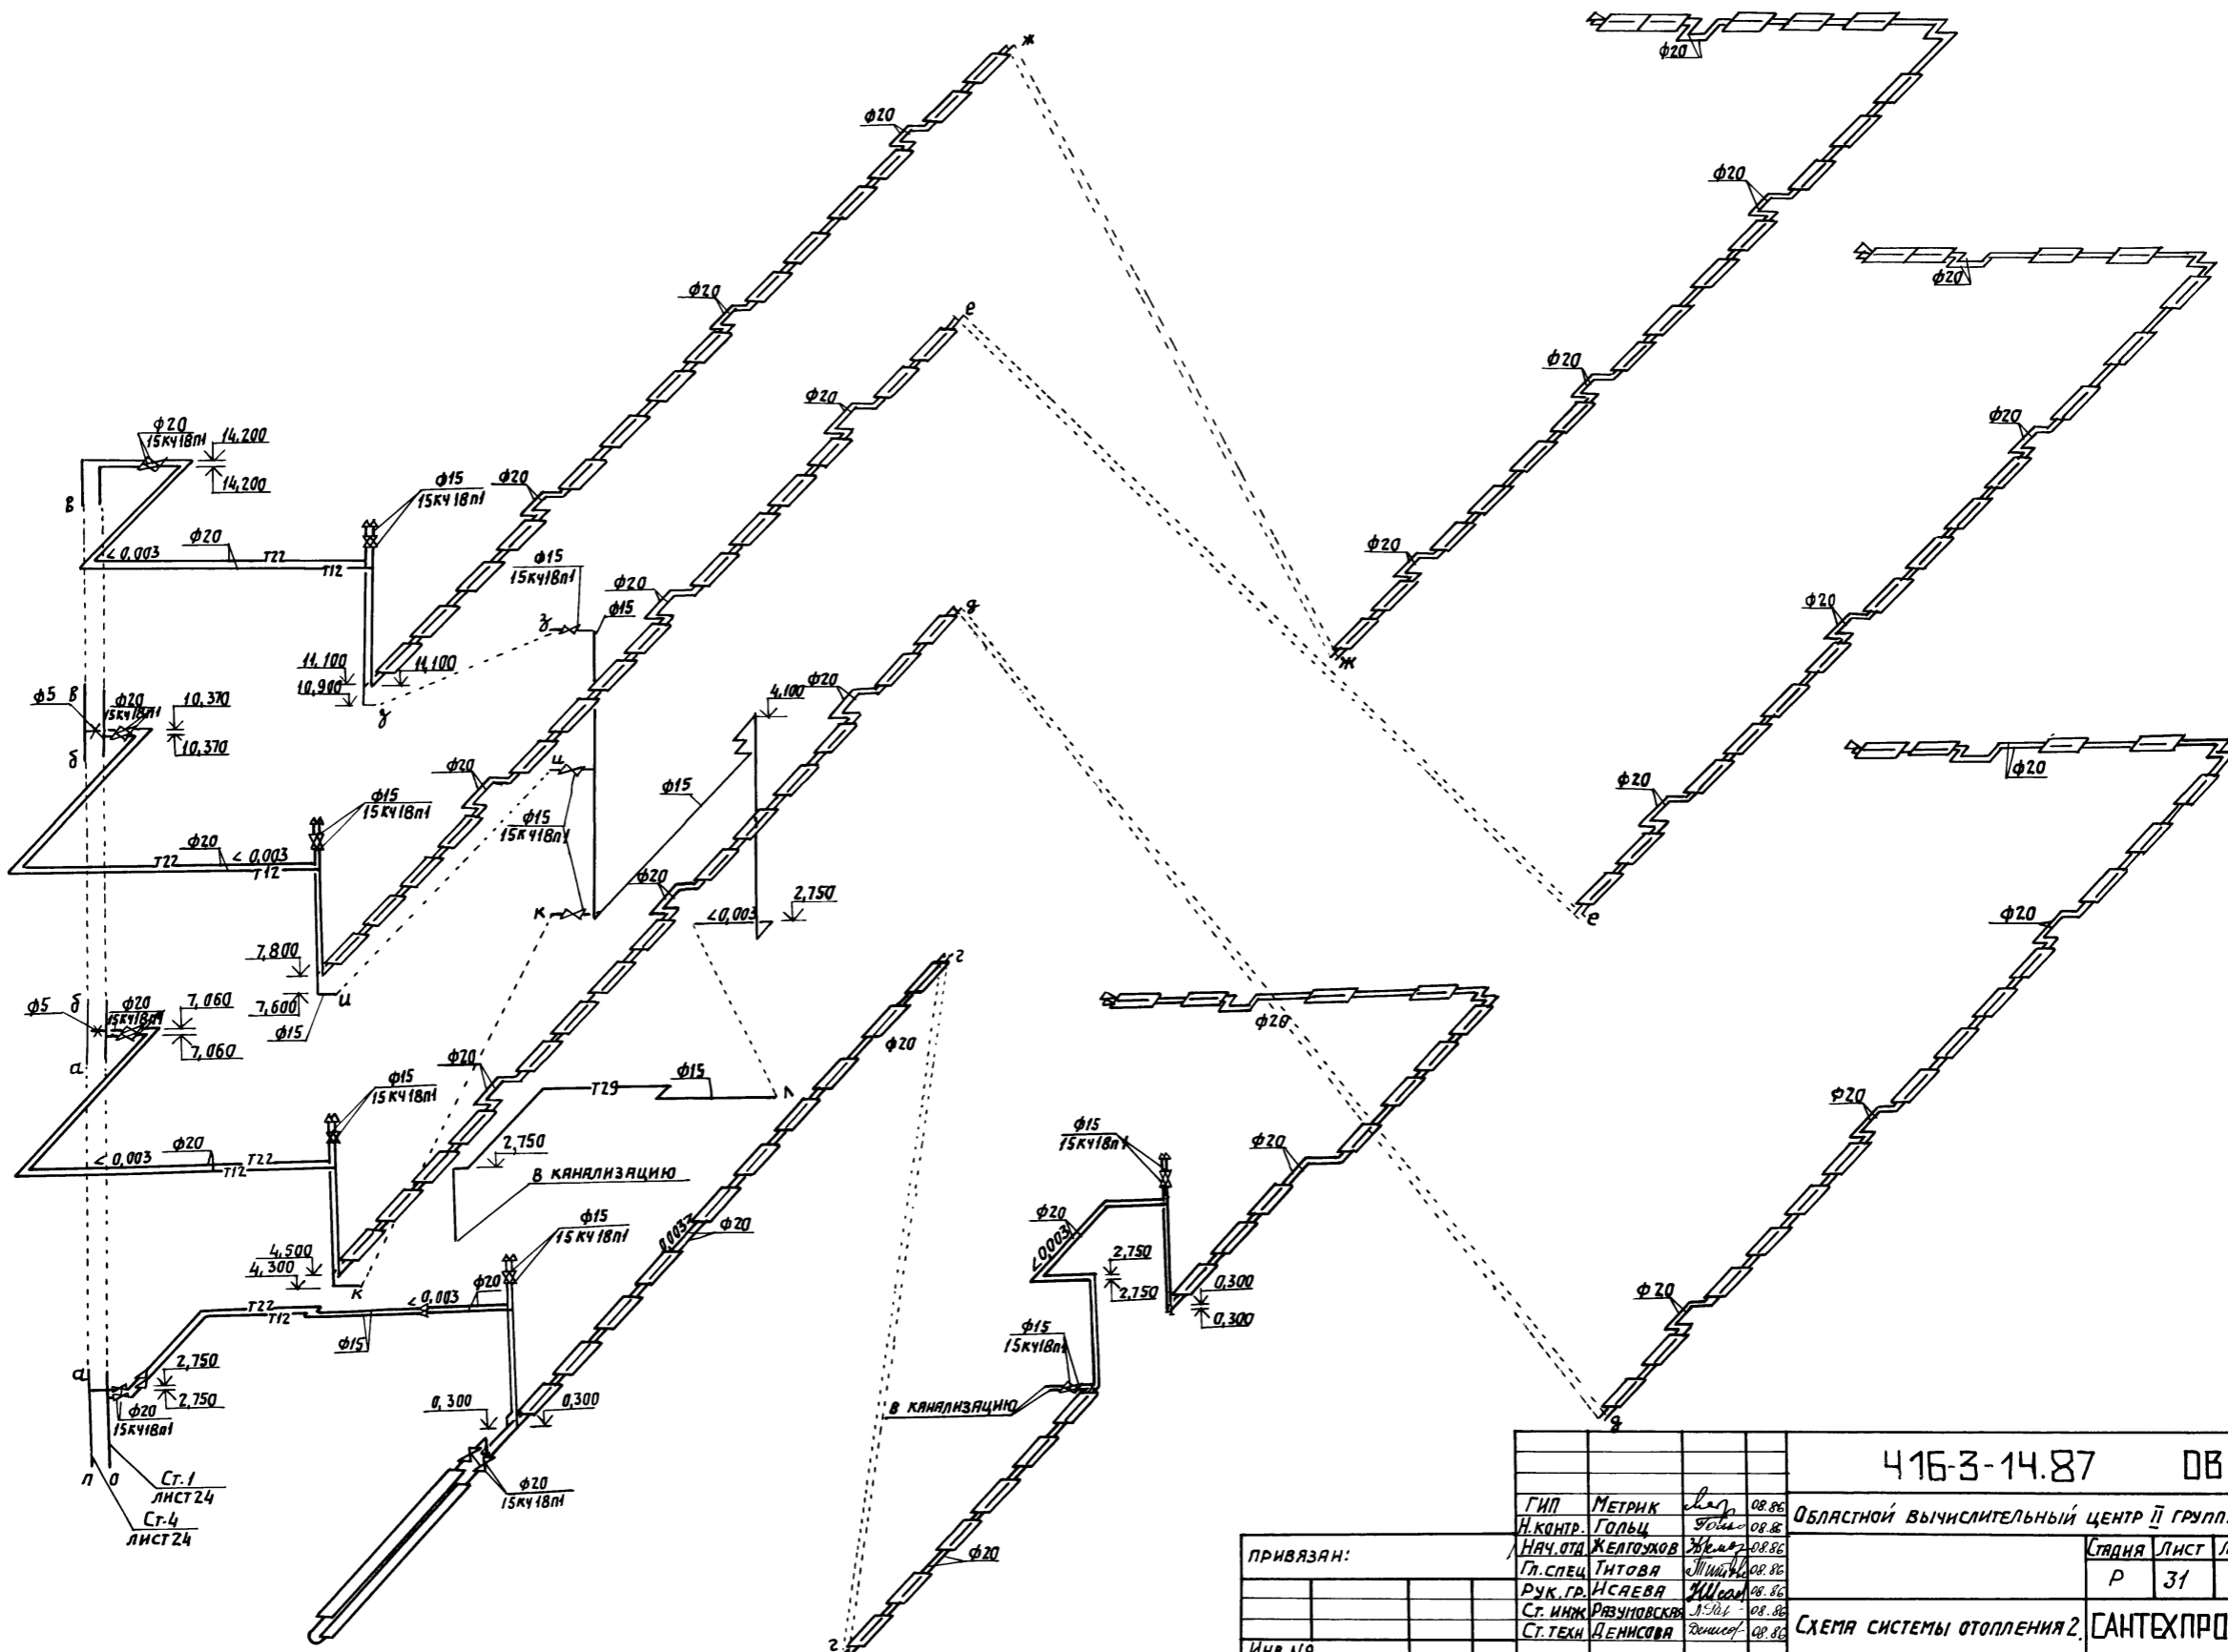 ж
ф20
ф20
ф20
ф20
е
ф20
ф20
ф20
ф20
15кч18п1
14,200
14,200
в
ф15
15кч18п1
ф20
ф20
< 0,003
Т22
Т12
ф15
15кч18п1
ф20
з
ф15
ф20
ф20
11,100
11,100
10,900
з
ф20
д
ж
4,100
ф20
ф5
в
ф20
15кч18п1
10,370
10,370
б
ф20
и
ф15
ф20
ф20
ф15
15кч18п1
ф15
15кч18п1
ф20
Т22
< 0,003
Т12
ф20
к
<0,003
2,750
е
ф20
7,800
7,600
и
ф15
г
ф5
б
ф20
15кч18п1
7,060
7,060
а
ф20
ф20
ф20
ф15
15кч18п1
Т29
ф15
л
ф20
< 0,003
ф20
Т22
Т12
2,750
В КАНАЛИЗАЦИЮ
ф15
15кч18п1
ф20
ф15
15кч18п1
0,003
ф20
ф20
<0,003
2,750
2,750
0,300
0,300
4,500
4,300
к
Т22
Т12
< 0,003
ф20
ф15
ф20
ф15
15кч18п1
В КАНАЛИЗАЦИЮ
а
2,750
2,750
ф20
15кч18п1
0,300
0,300
д
п о
Ст.1
лист 24
Ст.4
лист 24
ф20
15кч18п1
ф20
г
416-3-14.87 ОВ
ОБЛАСТНОЙ ВЫЧИСЛИТЕЛЬНЫЙ ЦЕНТР II ГРУПП
ГИП МЕТРИК 08.86
Н.КОНТР. ГОЛЬЦ 08.86
НАЧ.ОТД ЖЕЛТОУХОВ 08.86
ГЛ.СПЕЦ ТИТОВА 08.86
РУК.ГР. ИСАЕВА 08.86
СТ. ИНЖ РАЗУМОВСКАЯ 08.86
СТ.ТЕХН ДЕНИСОВА 08.86
СТАДИЯ ЛИСТ Л
Р 31
СХЕМА СИСТЕМЫ ОТОПЛЕНИЯ 2.
САНТЕХПРО
ПРИВЯЗАН:
ИНВ.№